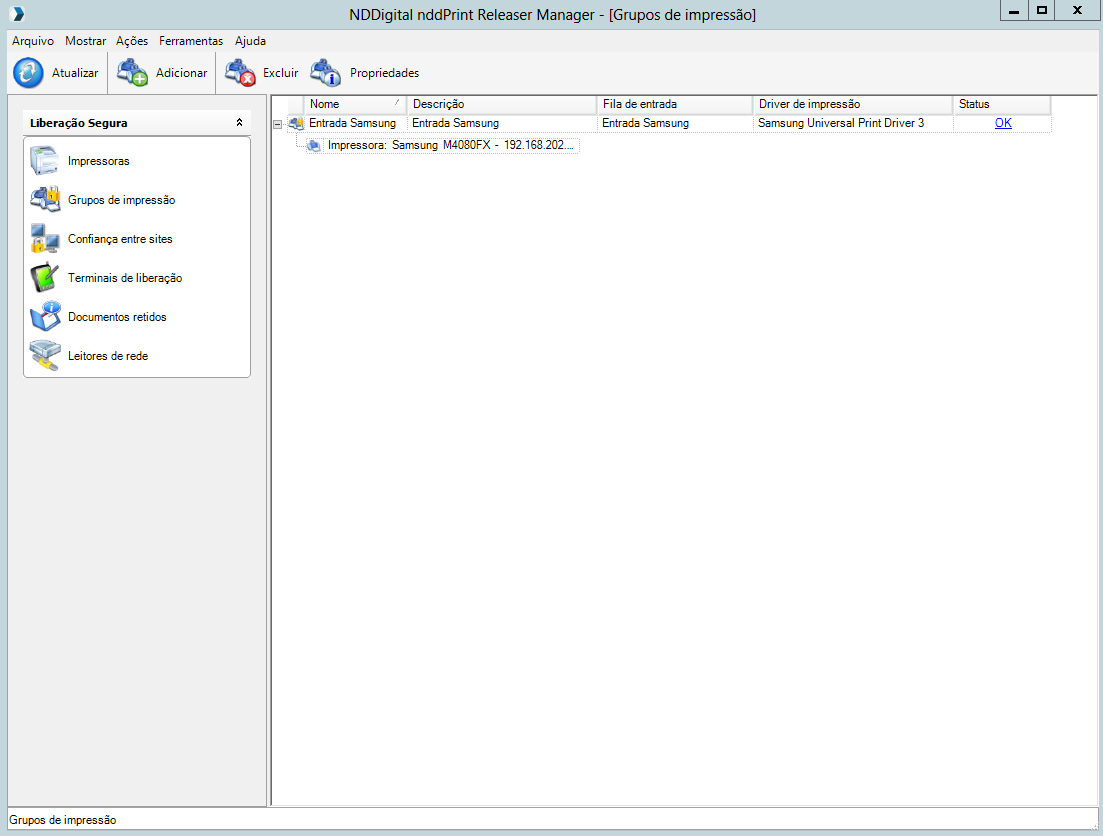 NDDigital nddPrint Releaser Manager - [Grupos de impressão]
Arquivo Mostrar Ações Ferramentas Ajuda
Atualizar Adicionar Excluir Propriedades
Liberação Segura
Impressoras
Grupos de impressão
Confiança entre sites
Terminais de liberação
Documentos retidos
Leitores de rede
Nome Descrição Fila de entrada Driver de impressão Status
Entrada Samsung Entrada Samsung Entrada Samsung Samsung Universal Print Driver 3 OK
Impressora: Samsung M4080FX - 192.168.202....
Grupos de impressão